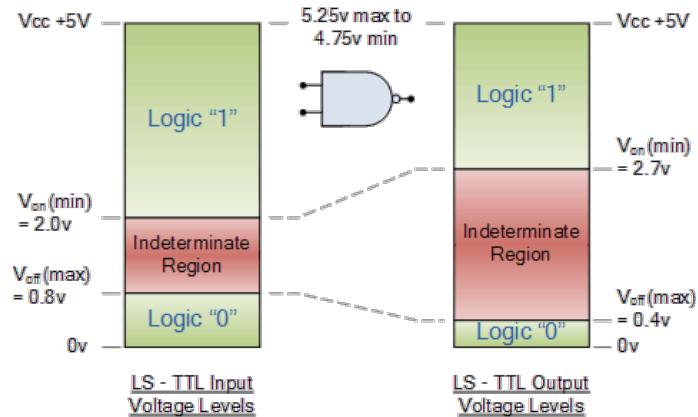 Vcc +5V
5.25v max to
4.75v min
Vcc +5V
Logic “1”
Logic “1”
Von(min)
= 2.0v
Von(min)
= 2.7v
Indeterminate
Region
Indeterminate
Region
Voff(max)
= 0.8v
Voff(max)
= 0.4v
Logic “0”
Logic “0”
0v
0v
LS - TTL Input
Voltage Levels
LS - TTL Output
Voltage Levels